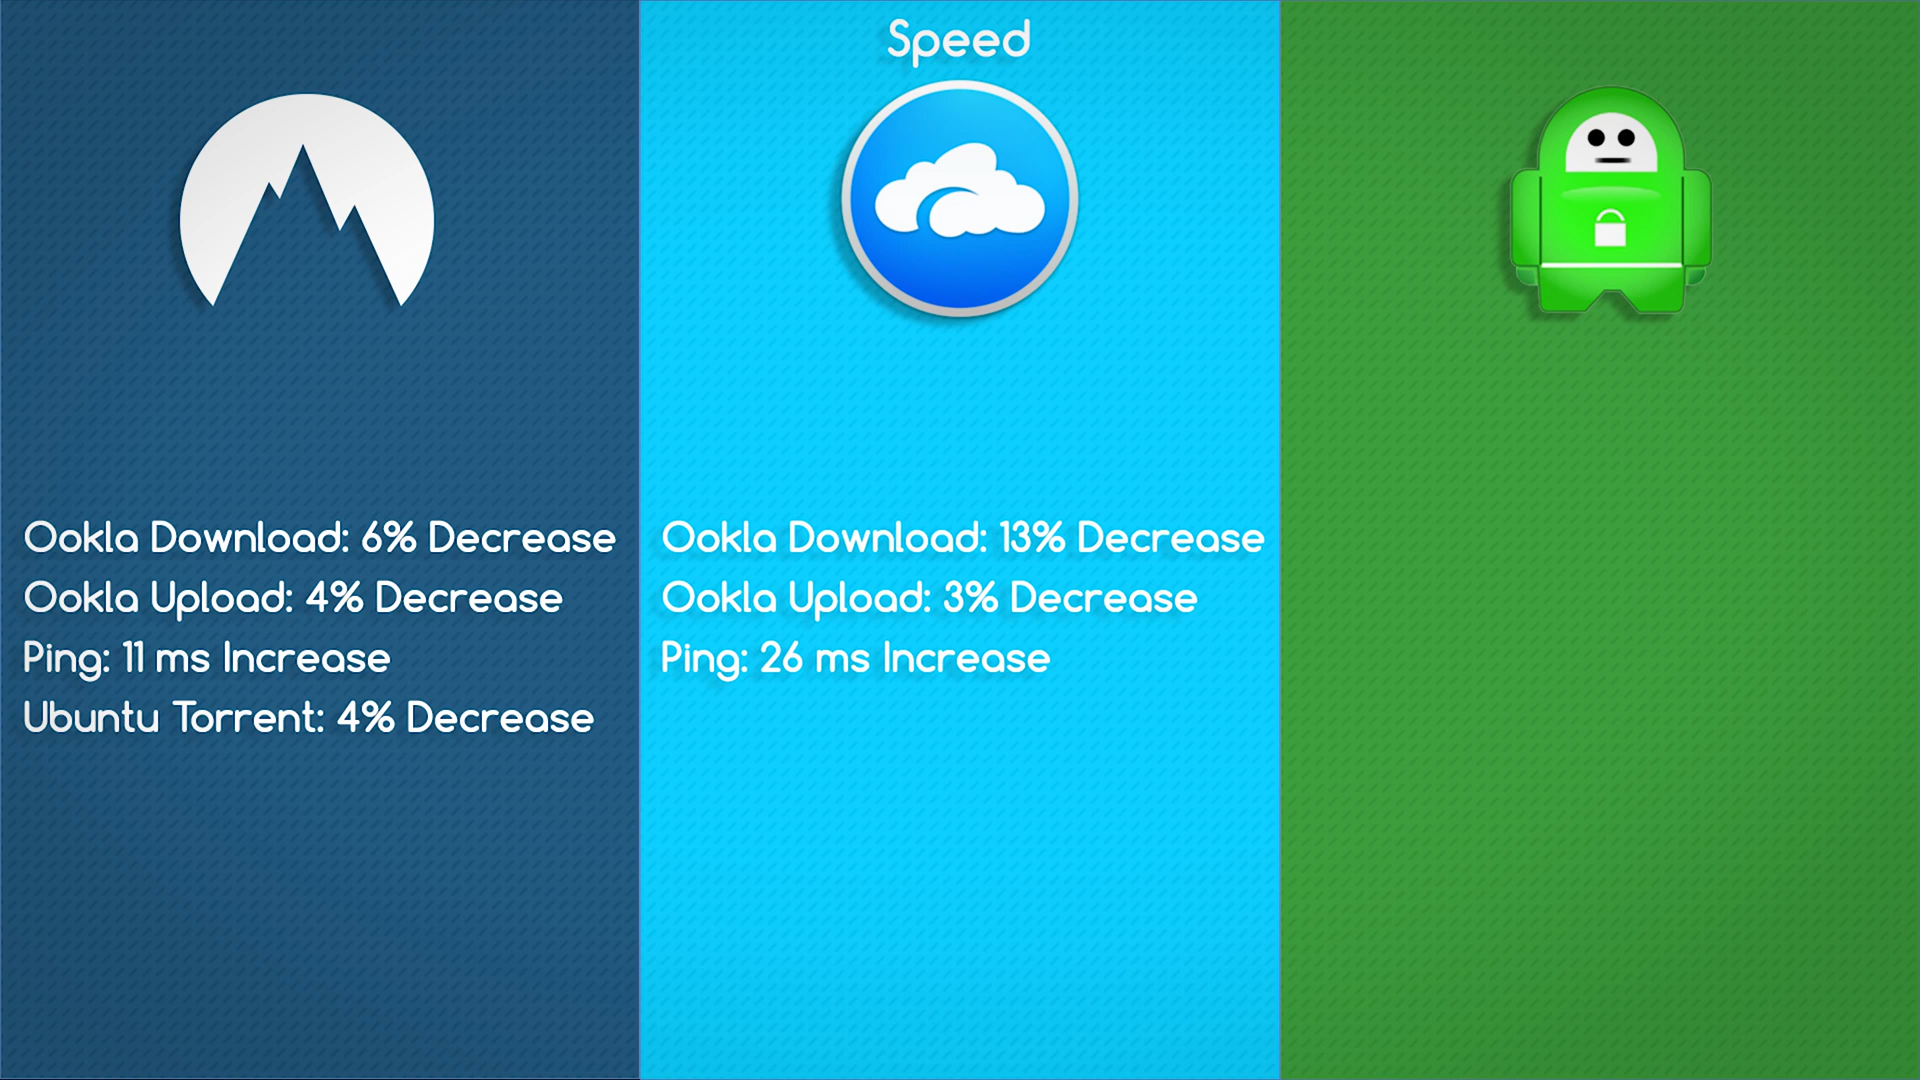 Speed
Ookla Download: 6% Decrease
Ookla Upload: 4% Decrease
Ping: 11 ms Increase
Ubuntu Torrent: 4% Decrease
Ookla Download: 13% Decrease
Ookla Upload: 3% Decrease
Ping: 26 ms Increase